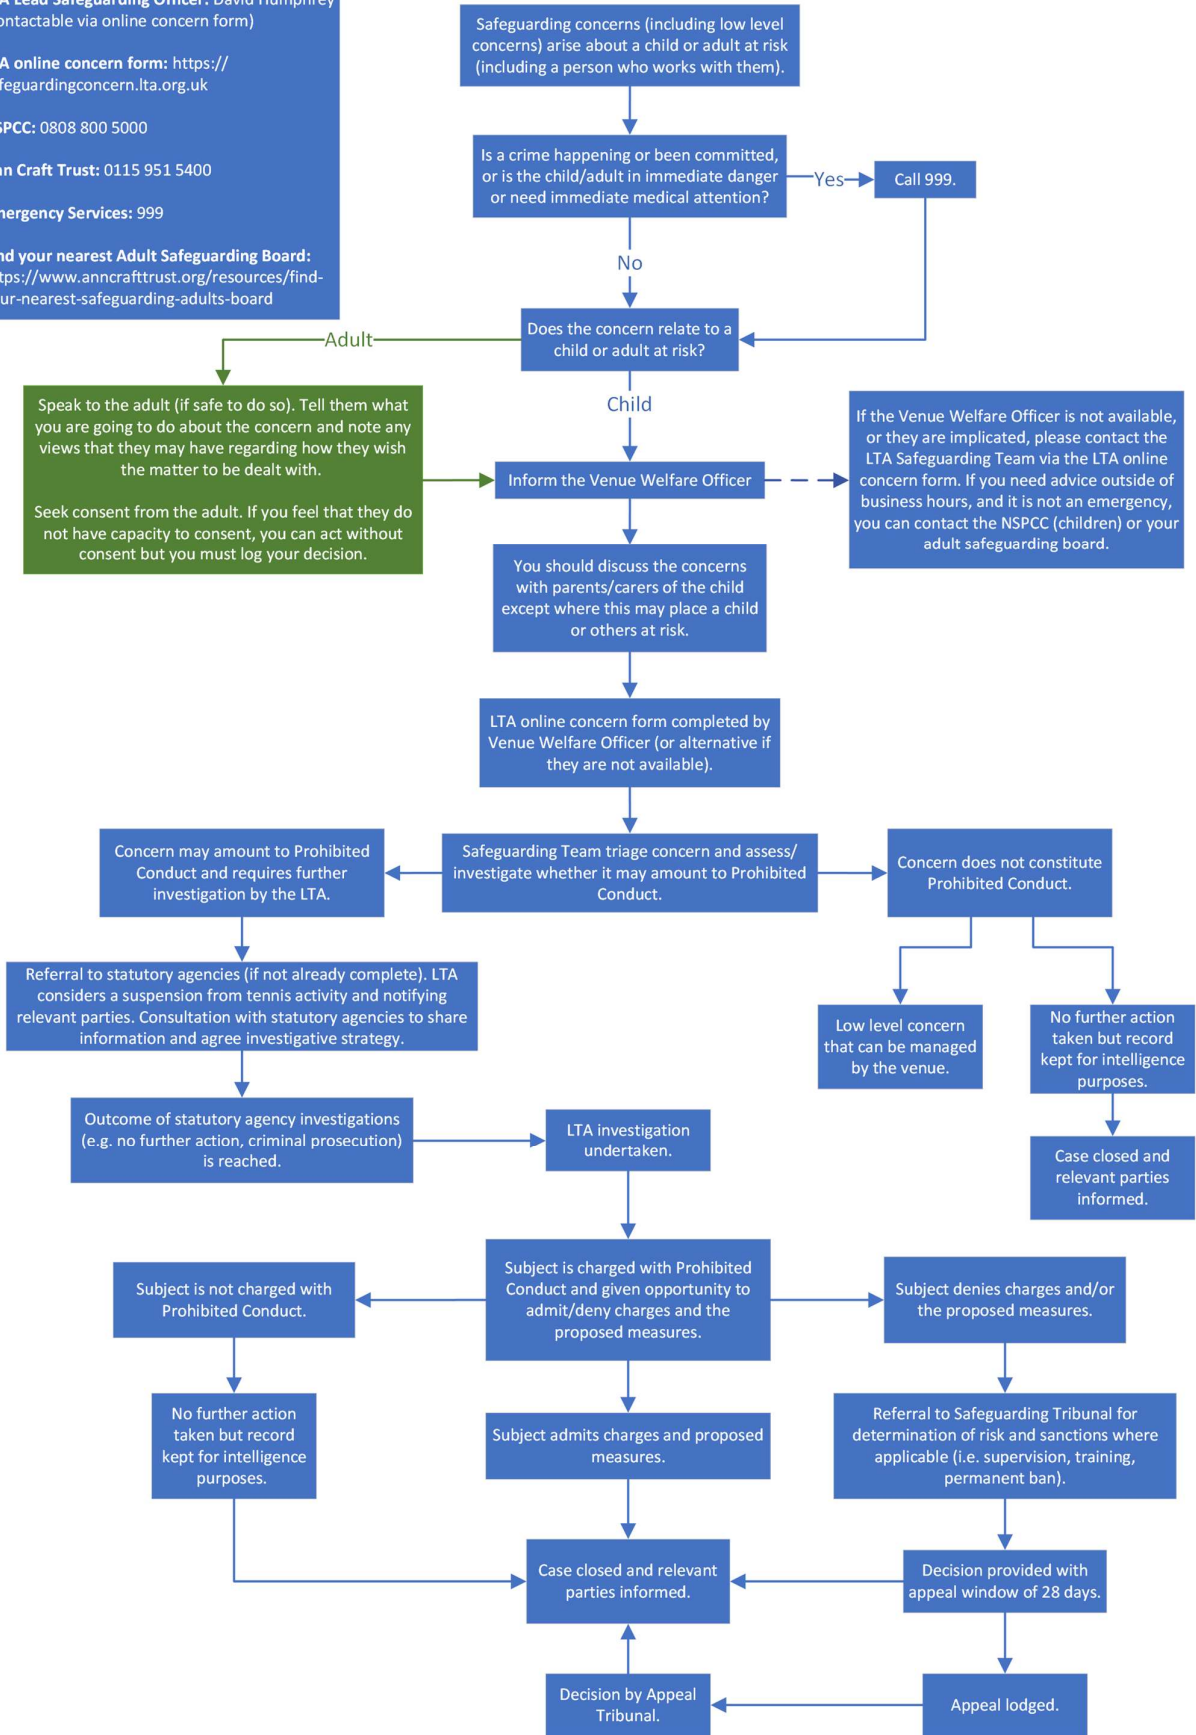 Lead Safeguarding Officer: David Humphrey
contactable via online concern form)
online concern form: https://
safeguardingconcern.lta.org.uk
NSPCC: 0808 800 5000
Ann Craft Trust: 0115 951 5400
Emergency Services: 999
Find your nearest Adult Safeguarding Board:
https://www.anncrafttrust.org/resources/find-
your-nearest-safeguarding-adults-board
Safeguarding concerns (including low level
concerns) arise about a child or adult at risk
(including a person who works with them).
Is a crime happening or been committed,
or is the child/adult in immediate danger
or need immediate medical attention?
Yes
Call 999.
No
Does the concern relate to a
child or adult at risk?
Adult
Child
Speak to the adult (if safe to do so). Tell them what
you are going to do about the concern and note any
views that they may have regarding how they wish
the matter to be dealt with.
Seek consent from the adult. If you feel that they do
not have capacity to consent, you can act without
consent but you must log your decision.
Inform the Venue Welfare Officer
If the Venue Welfare Officer is not available,
or they are implicated, please contact the
LTA Safeguarding Team via the LTA online
concern form. If you need advice outside of
business hours, and it is not an emergency,
you can contact the NSPCC (children) or your
adult safeguarding board.
You should discuss the concerns
with parents/carers of the child
except where this may place a child
or others at risk.
LTA online concern form completed by
Venue Welfare Officer (or alternative if
they are not available).
Safeguarding Team triage concern and assess/
investigate whether it may amount to Prohibited
Conduct.
Concern may amount to Prohibited
Conduct and requires further
investigation by the LTA.
Concern does not constitute
Prohibited Conduct.
Referral to statutory agencies (if not already complete). LTA
considers a suspension from tennis activity and notifying
relevant parties. Consultation with statutory agencies to share
information and agree investigative strategy.
Low level concern
that can be managed
by the venue.
No further action
taken but record
kept for intelligence
purposes.
Outcome of statutory agency investigations
(e.g. no further action, criminal prosecution)
is reached.
LTA investigation
undertaken.
Case closed and
relevant parties
informed.
Subject is not charged with
Prohibited Conduct.
Subject is charged with Prohibited
Conduct and given opportunity to
admit/deny charges and the
proposed measures.
Subject denies charges and/or
the proposed measures.
No further action
taken but record
kept for intelligence
purposes.
Subject admits charges and proposed
measures.
Referral to Safeguarding Tribunal for
determination of risk and sanctions where
applicable (i.e. supervision, training,
permanent ban).
Case closed and relevant
parties informed.
Decision provided with
appeal window of 28 days.
Decision by Appeal
Tribunal.
Appeal lodged.